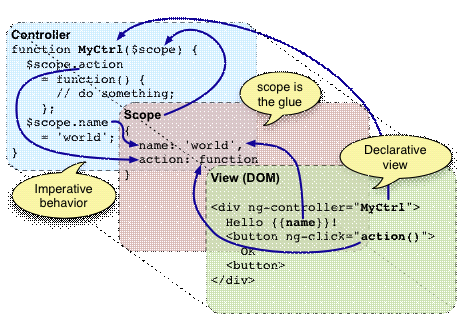 Controller
function MyCtrl($scope) {
$scope.action
= function() {
// do something;
};
$scope.name
= 'world';
}
scope is
the glue
Scope
{
name: 'world',
action: function
}
Declarative
view
Imperative
behavior
View (DOM)
<div ng-controller="MyCtrl">
Hello {{name}}!
<button ng-click="action()">
OK
<button>
</div>